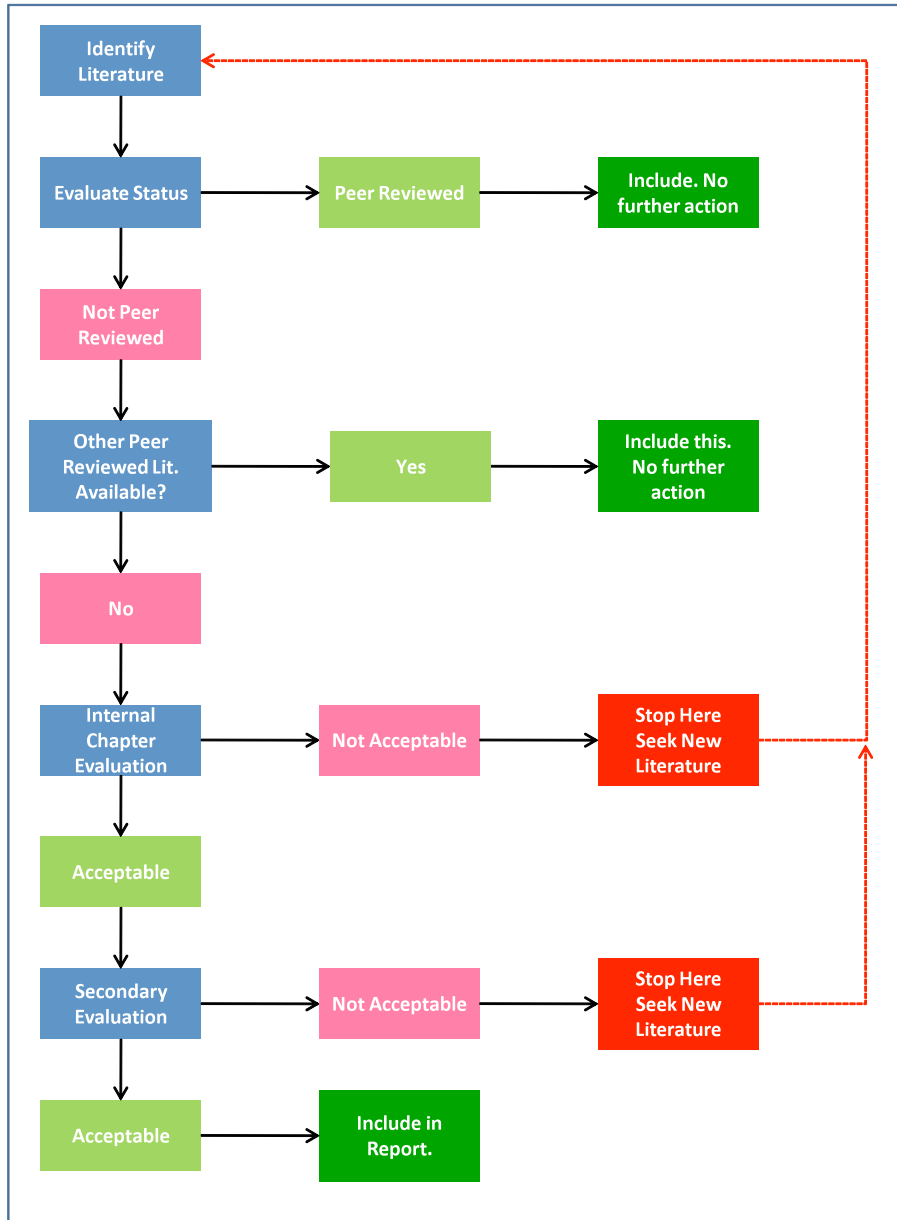 Identify
Literature
Evaluate Status
Peer Reviewed
Include. No
further action
Not Peer
Reviewed
Other Peer
Reviewed Lit.
Available?
Yes
Include this.
No further
action
No
Internal
Chapter
Evaluation
Not Acceptable
Stop Here
Seek New
Literature
Acceptable
Secondary
Evaluation
Not Acceptable
Stop Here
Seek New
Literature
Acceptable
Include in
Report.